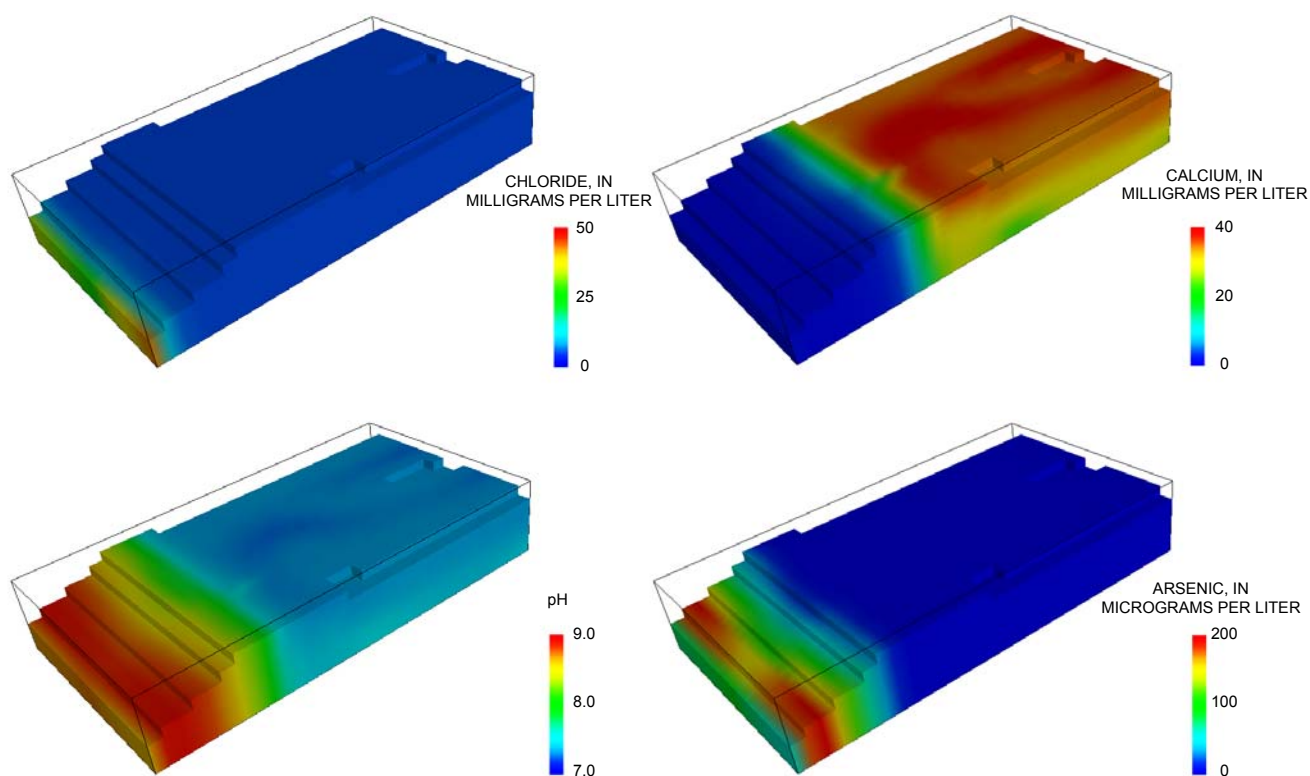 CHLORIDE, IN
MILLIGRAMS PER LITER
50
25
0
CALCIUM, IN
MILLIGRAMS PER LITER
40
20
0
pH
9.0
8.0
7.0
ARSENIC, IN
MICROGRAMS PER LITER
200
100
0